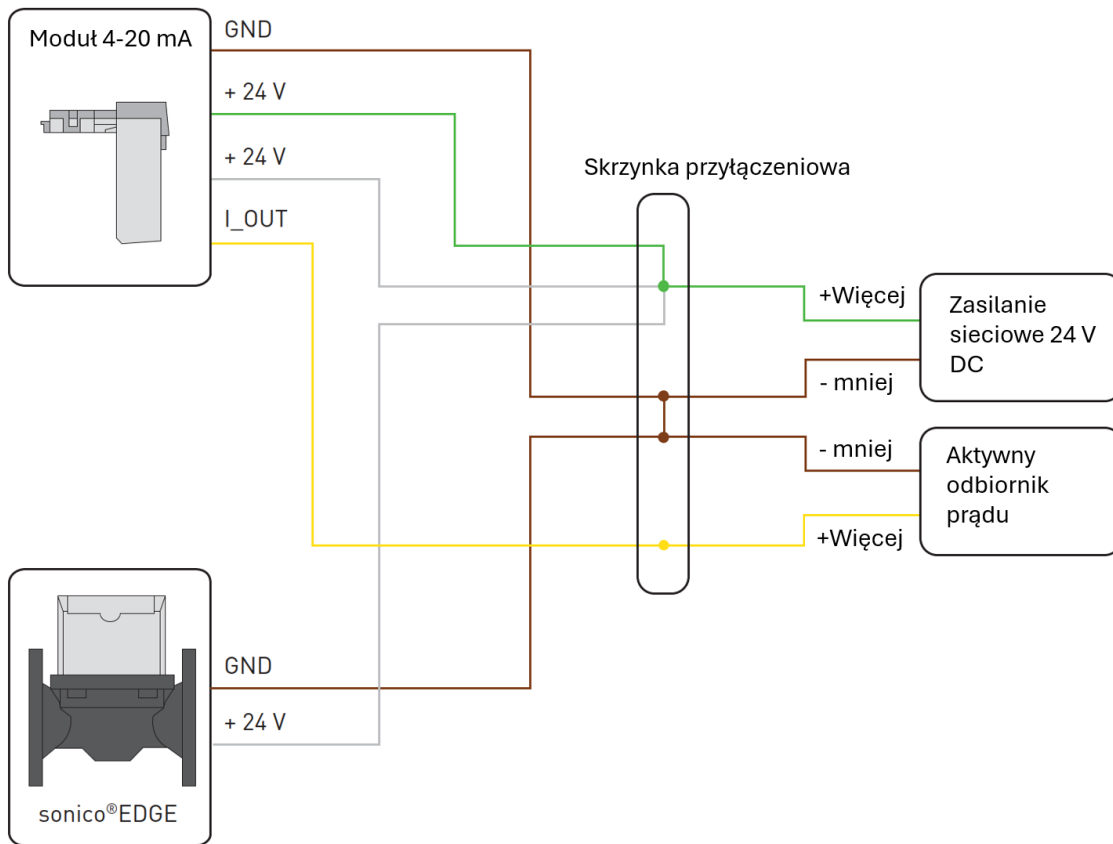 Moduł 4-20 mA
GND
+ 24 V
+ 24 V
I_OUT
Skrzynka przyłączeniowa
+Więcej
- mniej
Zasilanie
sieciowe 24 V
DC
- mniej
+Więcej
Aktywny
odbiornik
prądu
GND
+ 24 V
sonico®EDGE